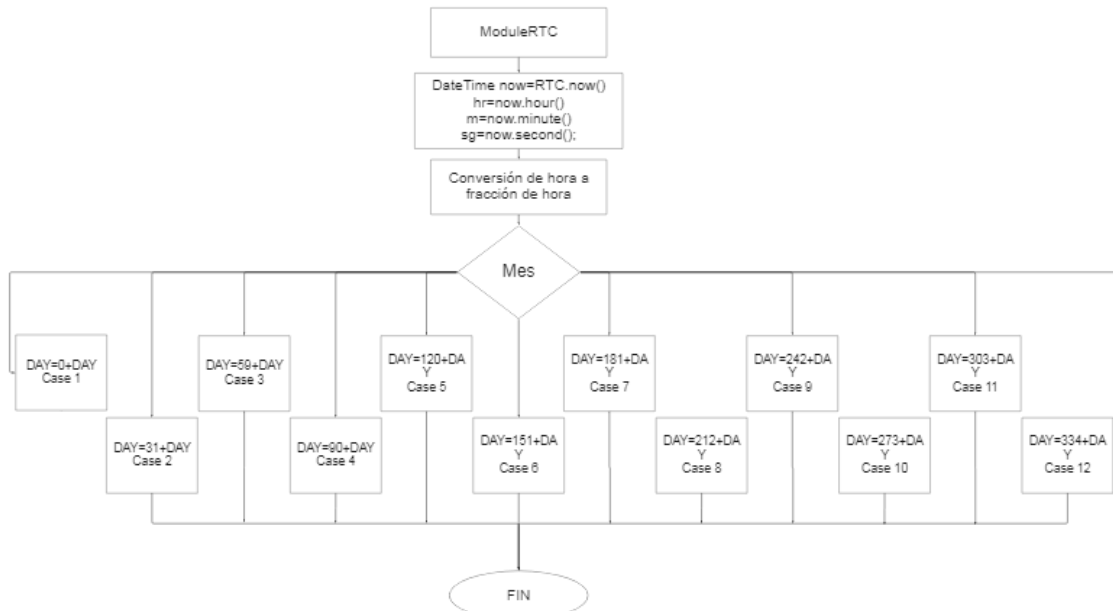 ModuleRTC
DateTime now=RTC.now()
hr=now.hour()
m=now.minute()
sg=now.second();
Conversión de hora a
fracción de hora
Mes
DAY=0+DAY
Case 1
DAY=31+DAY
Case 2
DAY=59+DAY
Case 3
DAY=90+DAY
Case 4
DAY=120+DA
Y
Case 5
DAY=151+DA
Y
Case 6
DAY=181+DA
Y
Case 7
DAY=212+DA
Y
Case 8
DAY=242+DA
Y
Case 9
DAY=273+DA
Y
Case 10
DAY=303+DA
Y
Case 11
DAY=334+DA
Y
Case 12
FIN